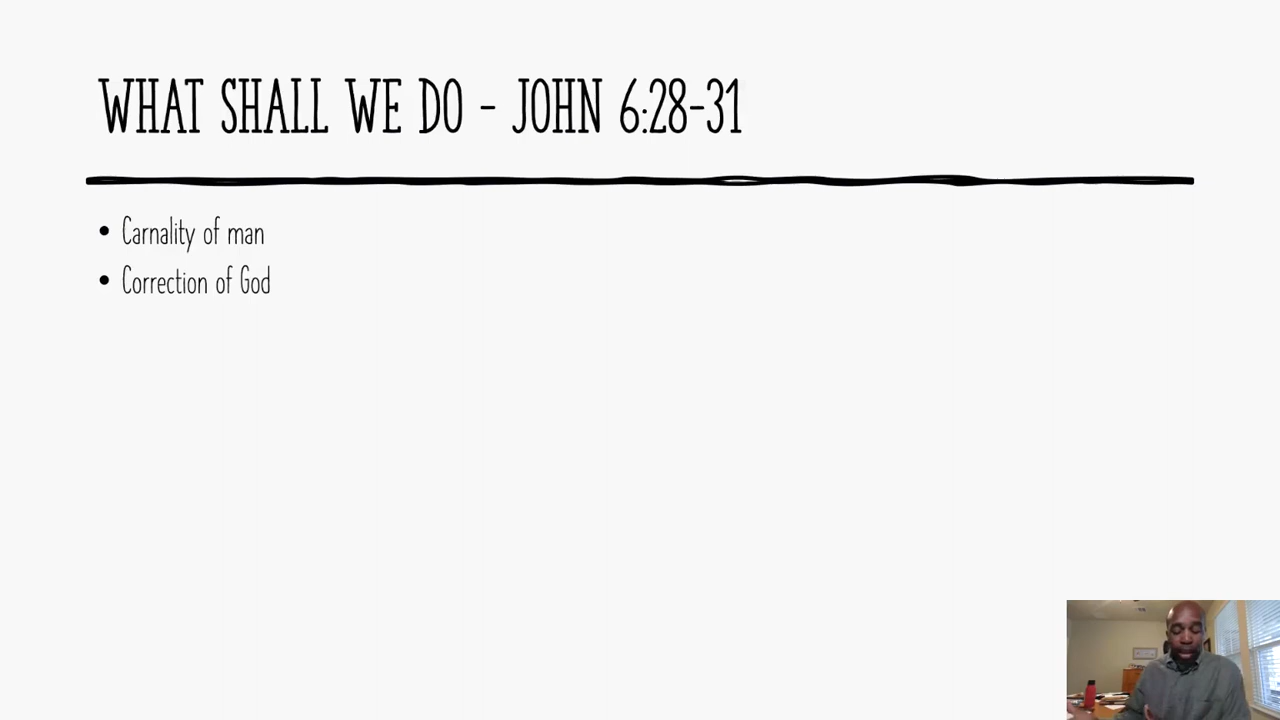 WHAT SHALL WE DO - JOHN 6:28-31
• Carnality of man
• Correction of God